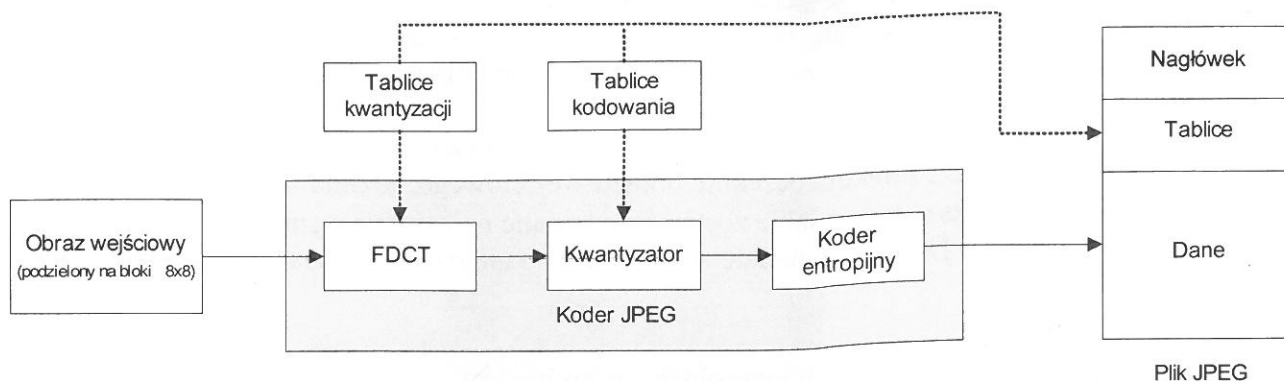 Tablice
kwantyzacji
Tablice
kodowania
Nagłówek
Tablice
Obraz wejściowy
(podzielony na bloki 8x8)
FDCT
Kwantyzator
Koder
entropijny
Dane
Koder JPEG
Plik JPEG